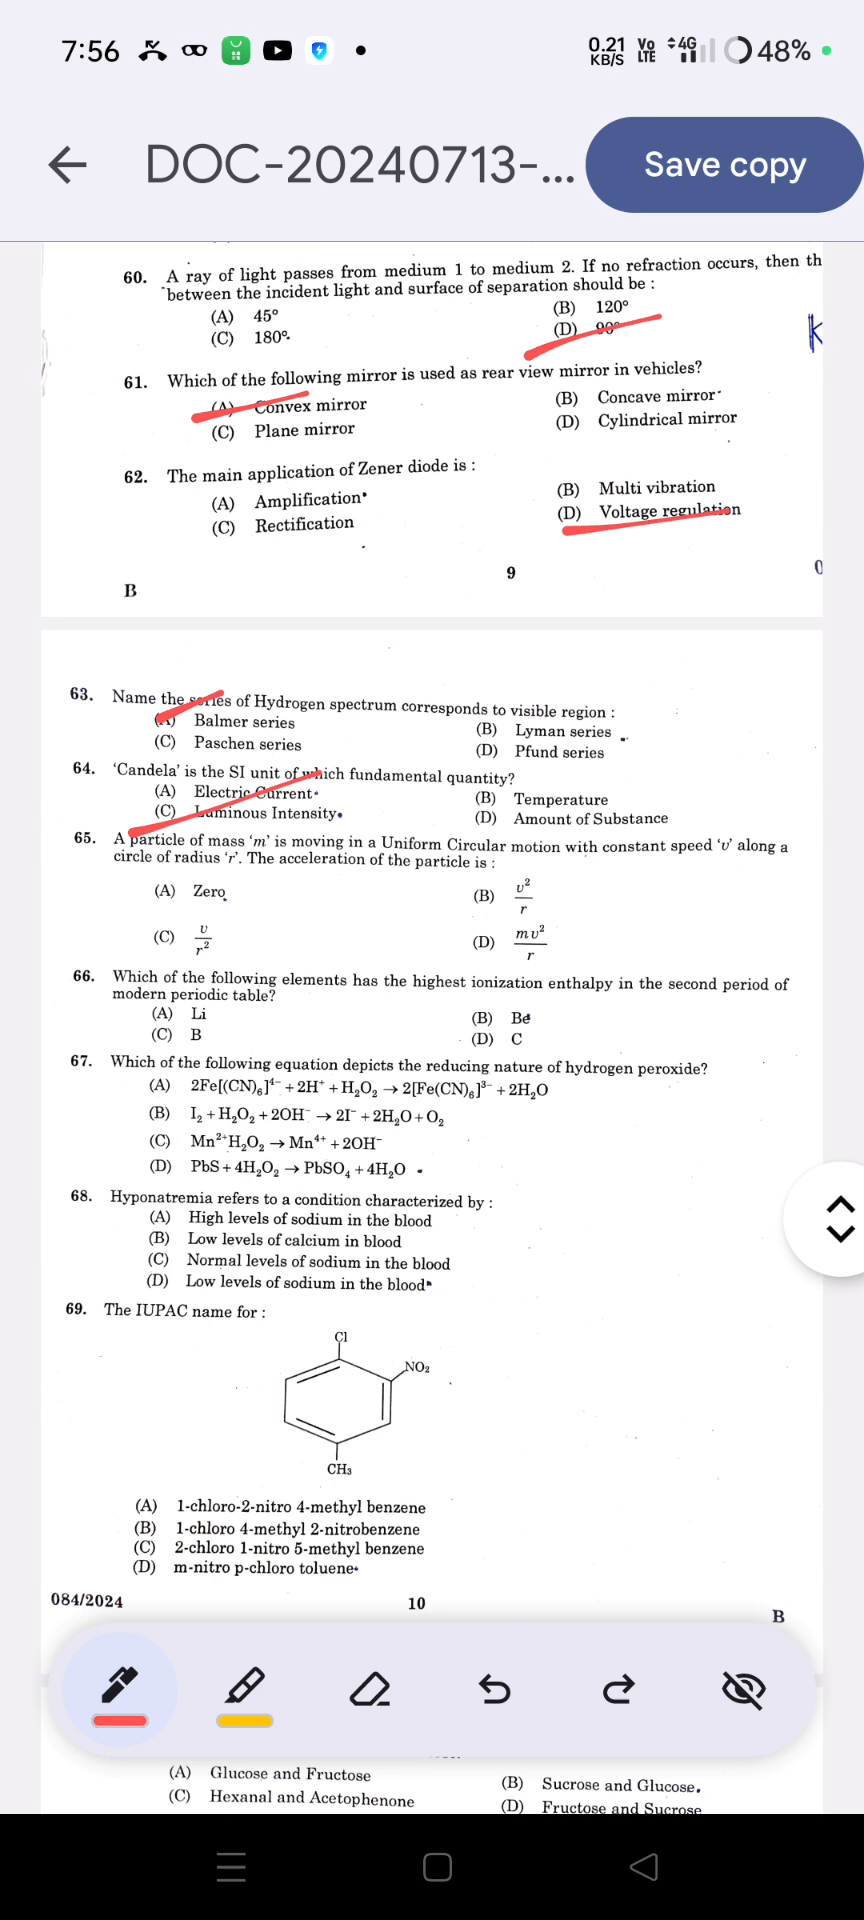 7:56
0.21 KB/S VoLTE 4G 48%
DOC-20240713-... Save copy
60. A ray of light passes from medium 1 to medium 2. If no refraction occurs, then th
between the incident light and surface of separation should be :
(A) 45° (B) 120°
(C) 180° (D) 90°
61. Which of the following mirror is used as rear view mirror in vehicles?
(A) Convex mirror (B) Concave mirror
(C) Plane mirror (D) Cylindrical mirror
62. The main application of Zener diode is :
(A) Amplification (B) Multi vibration
(C) Rectification (D) Voltage regulation
B 9 0
63. Name the series of Hydrogen spectrum corresponds to visible region :
(A) Balmer series (B) Lyman series
(C) Paschen series (D) Pfund series
64. 'Candela' is the SI unit of which fundamental quantity?
(A) Electric Current (B) Temperature
(C) Luminous Intensity (D) Amount of Substance
65. A particle of mass 'm' is moving in a Uniform Circular motion with constant speed 'υ' along a
circle of radius 'r'. The acceleration of the particle is :
(A) Zero (B) υ²/r
(C) υ/r² (D) mυ²/r
66. Which of the following elements has the highest ionization enthalpy in the second period of
modern periodic table?
(A) Li (B) Be
(C) B (D) C
67. Which of the following equation depicts the reducing nature of hydrogen peroxide?
(A) 2Fe[(CN)₆]⁴⁻ + 2H⁺ + H₂O₂ → 2[Fe(CN)₆]³⁻ + 2H₂O
(B) I₂ + H₂O₂ + 2OH⁻ → 2I⁻ + 2H₂O + O₂
(C) Mn²⁺H₂O₂ → Mn⁴⁺ + 2OH⁻
(D) PbS + 4H₂O₂ → PbSO₄ + 4H₂O
68. Hyponatremia refers to a condition characterized by :
(A) High levels of sodium in the blood
(B) Low levels of calcium in blood
(C) Normal levels of sodium in the blood
(D) Low levels of sodium in the blood
69. The IUPAC name for :
Cl
NO₂
CH₃
(A) 1-chloro-2-nitro 4-methyl benzene
(B) 1-chloro 4-methyl 2-nitrobenzene
(C) 2-chloro 1-nitro 5-methyl benzene
(D) m-nitro p-chloro toluene
084/2024 10 B
(A) Glucose and Fructose (B) Sucrose and Glucose
(C) Hexanal and Acetophenone (D) Fructose and Sucrose